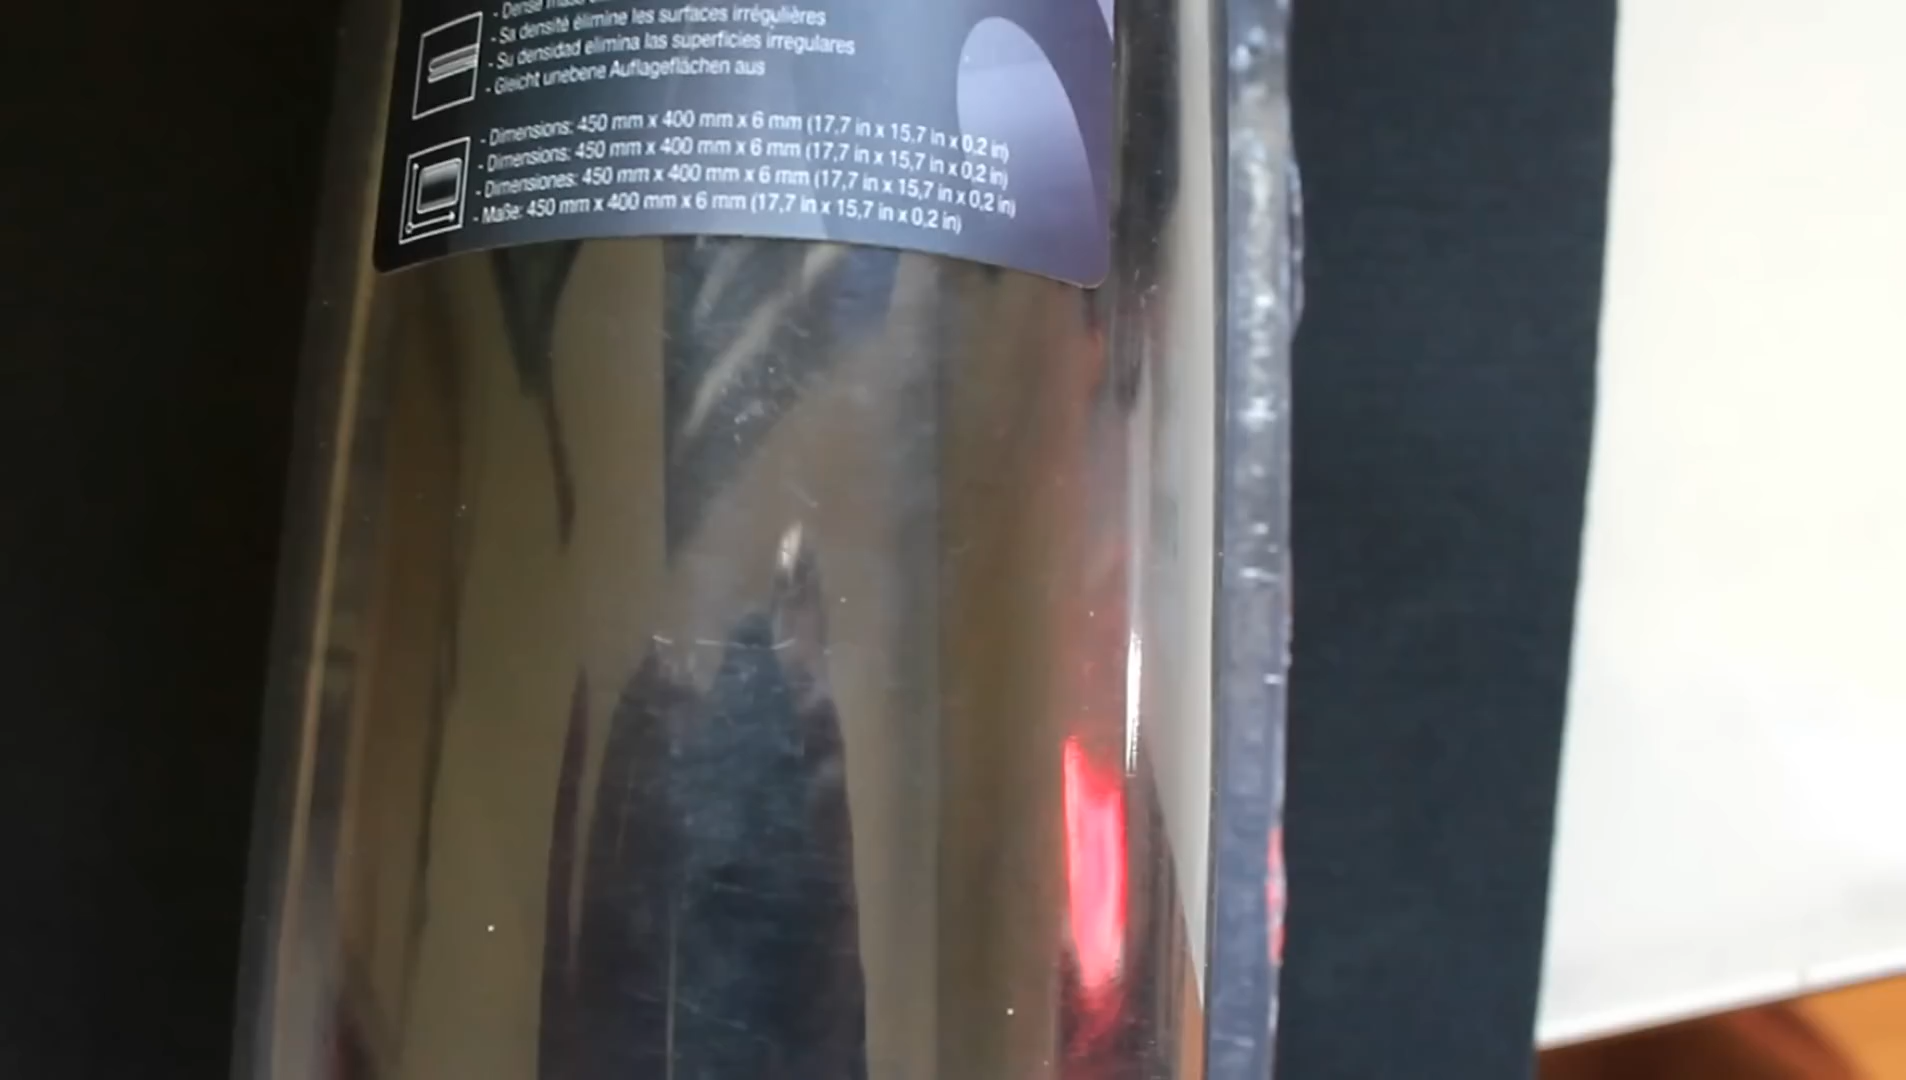 - Dense
- Sa densité élimine les surfaces irrégulières
- Su densidad elimina las superficies irregulares
- Gleicht unebene Auflageflächen aus
- Dimensions: 450 mm x 400 mm x 6 mm (17,7 in x 15,7 in x 0,2 in)
- Dimensions: 450 mm x 400 mm x 6 mm (17,7 in x 15,7 in x 0,2 in)
- Dimensiones: 450 mm x 400 mm x 6 mm (17,7 in x 15,7 in x 0,2 in)
- Maße: 450 mm x 400 mm x 6 mm (17,7 in x 15,7 in x 0,2 in)